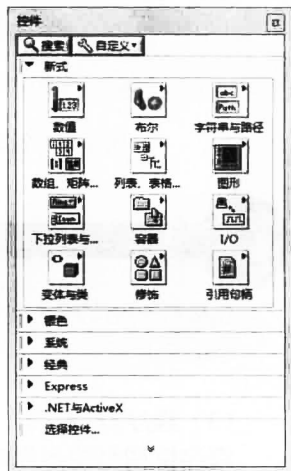 控件
搜索 自定义
新式
数值 布尔 字符串与路径
数组、矩阵... 列表、表格... 图形
下拉列表与... 容器 I/O
变体与类 修饰 引用句柄
银色
系统
经典
Express
.NET与ActiveX
选择控件...